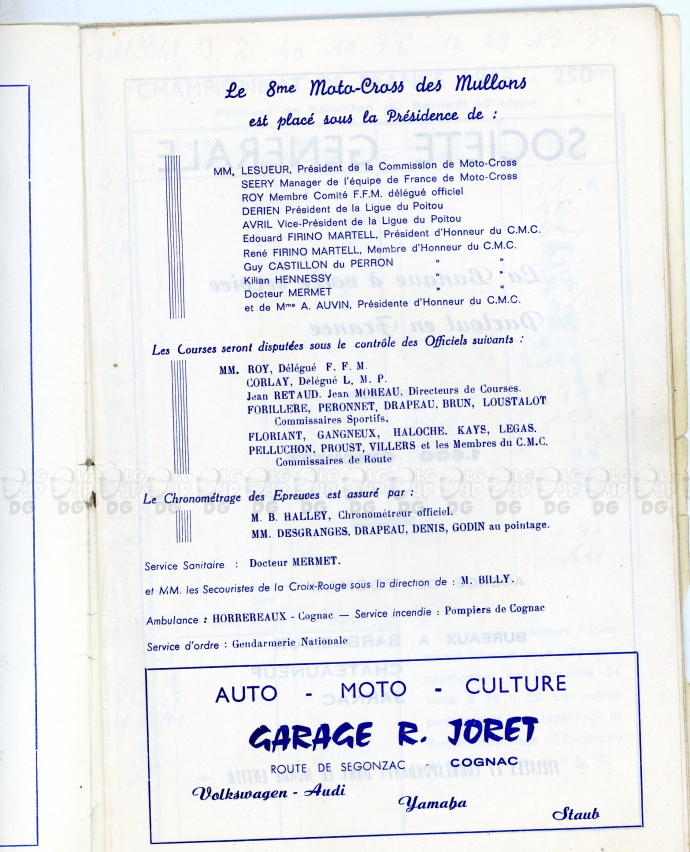 Le 8me Moto-Cross des Mullons
est placé sous la Présidence de :
MM. LESUEUR, Président de la Commission de Moto-Cross
SEERY Manager de l'équipe de France de Moto-Cross
ROY Membre Comité F.F.M. délégué officiel
DERIEN Président de la Ligue du Poitou
AVRIL Vice-Président de la Ligue du Poitou
Edouard FIRINO MARTELL, Président d'Honneur du C.M.C.
René FIRINO MARTELL, Membre d'Honneur du C.M.C.
Guy CASTILLON du PERRON " "
Kilian HENNESSY " "
Docteur MERMET " "
et de Mme A. AUVIN, Présidente d'Honneur du C.M.C.
Les Courses seront disputées sous le contrôle des Officiels suivants :
MM. ROY, Délégué F. F. M.
CORLAY, Délégué L. M. P.
Jean RETAUD, Jean MOREAU, Directeurs de Courses.
FORILLERE, PERONNET, DRAPEAU, BRUN, LOUSTALOT
Commissaires Sportifs.
FLORIANT, GANGNEUX, HALOCHE, KAYS, LEGAS,
PELLUCHON, PROUST, VILLERS et les Membres du C.M.C.
Commissaires de Route
Le Chronométrage des Epreuves est assuré par :
M. B. HALLEY, Chronométreur officiel.
MM. DESGRANGES, DRAPEAU, DENIS, GODIN au pointage.
Service Sanitaire : Docteur MERMET.
et MM. les Secouristes de la Croix-Rouge sous la direction de : M. BILLY.
Ambulance : HORREREAUX - Cognac — Service incendie : Pompiers de Cognac
Service d'ordre : Gendarmerie Nationale
AUTO - MOTO - CULTURE
GARAGE R. JORET
ROUTE DE SEGONZAC - COGNAC
Volkswagen - Audi
Yamaha
Staub